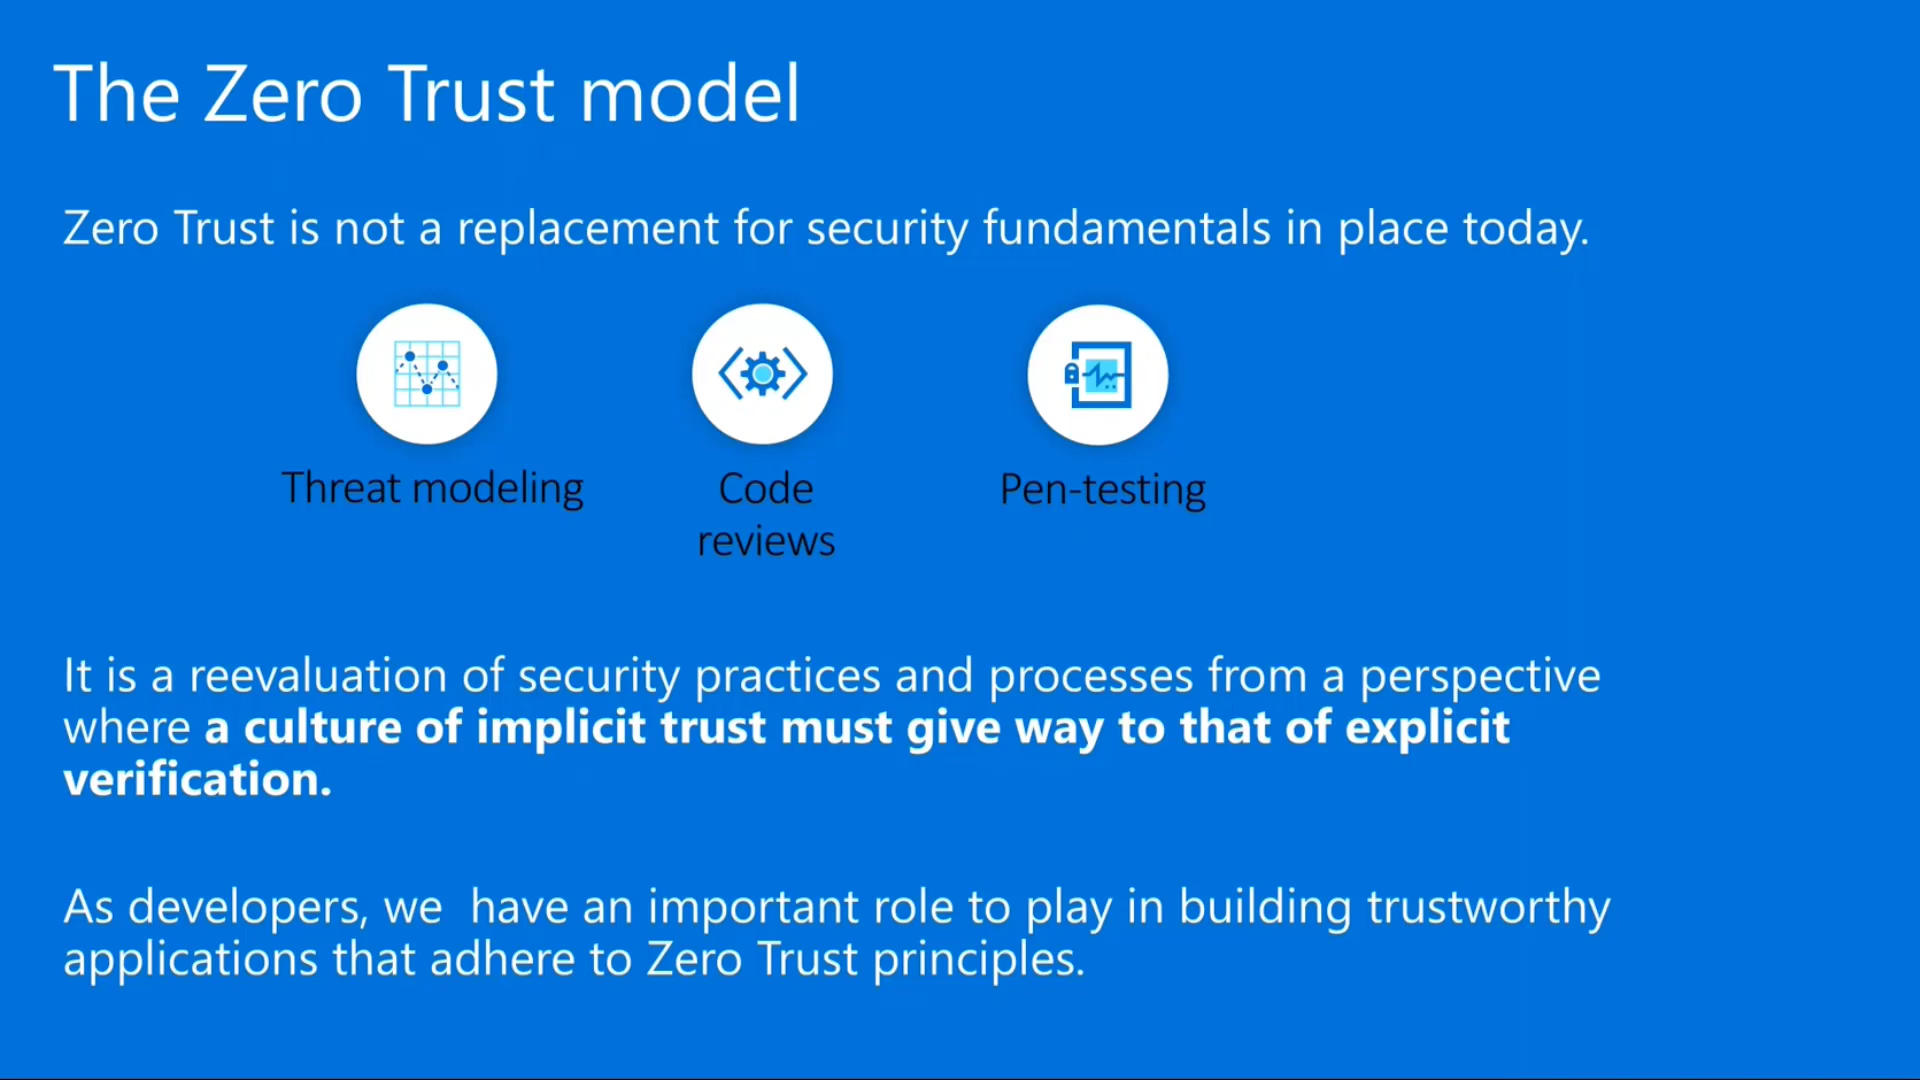 The Zero Trust model
Zero Trust is not a replacement for security fundamentals in place today.
Threat modeling
Code
reviews
Pen-testing
It is a reevaluation of security practices and processes from a perspective
where a culture of implicit trust must give way to that of explicit
verification.
As developers, we  have an important role to play in building trustworthy
applications that adhere to Zero Trust principles.